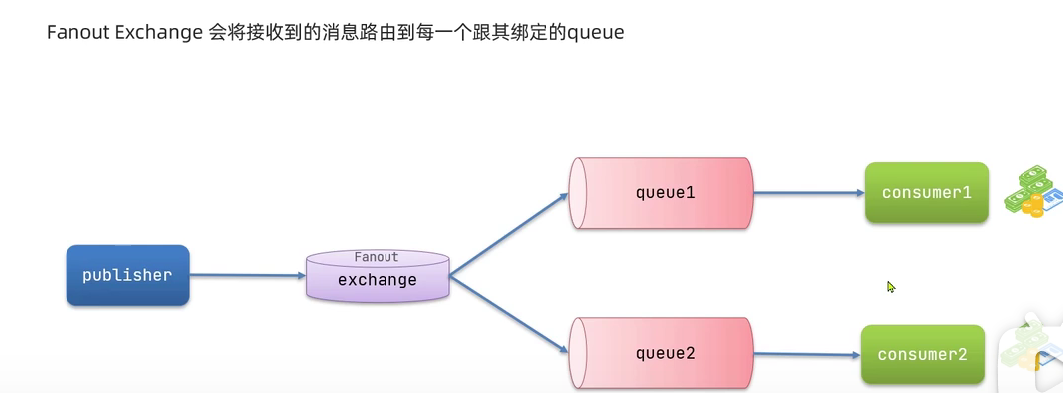 Fanout Exchange 会将接收到的消息路由到每一个跟其绑定的queue
queue1
consumer1
Fanout
publisher
exchange
queue2
consumer2